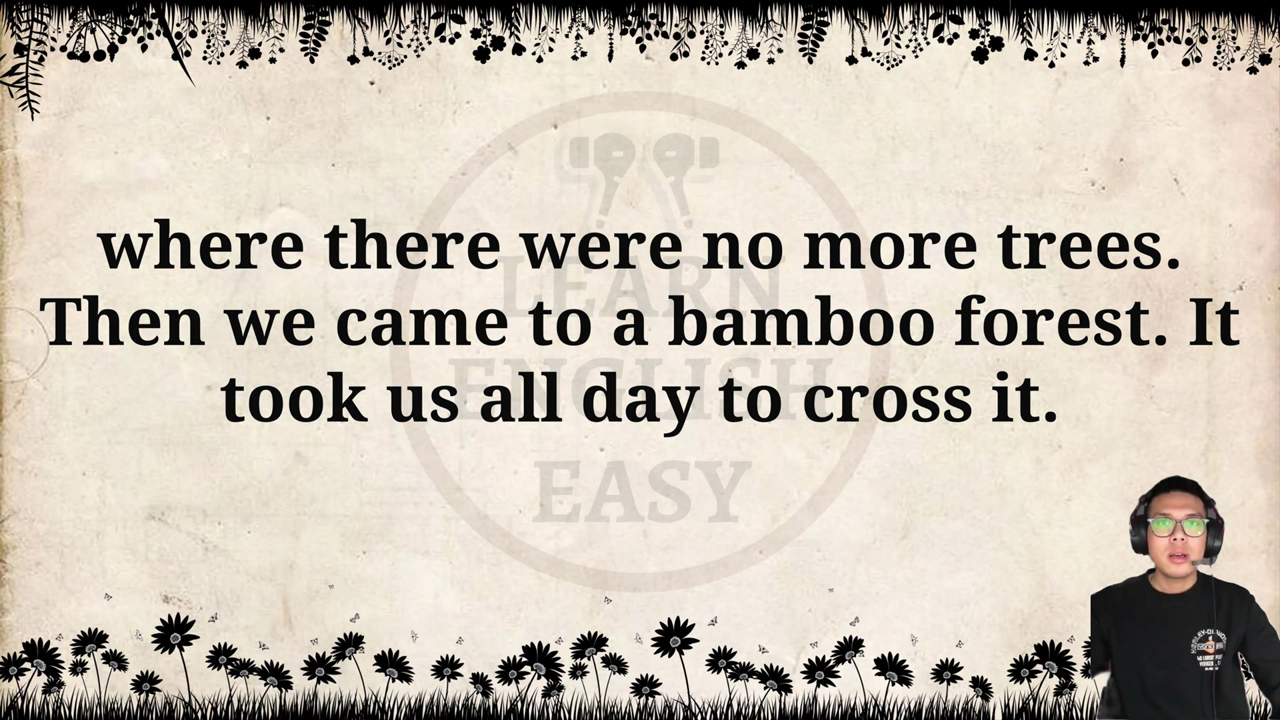 where there were no more trees.
Then we came to a bamboo forest. It
took us all day to cross it.
LEARN
ENGLISH
EASY